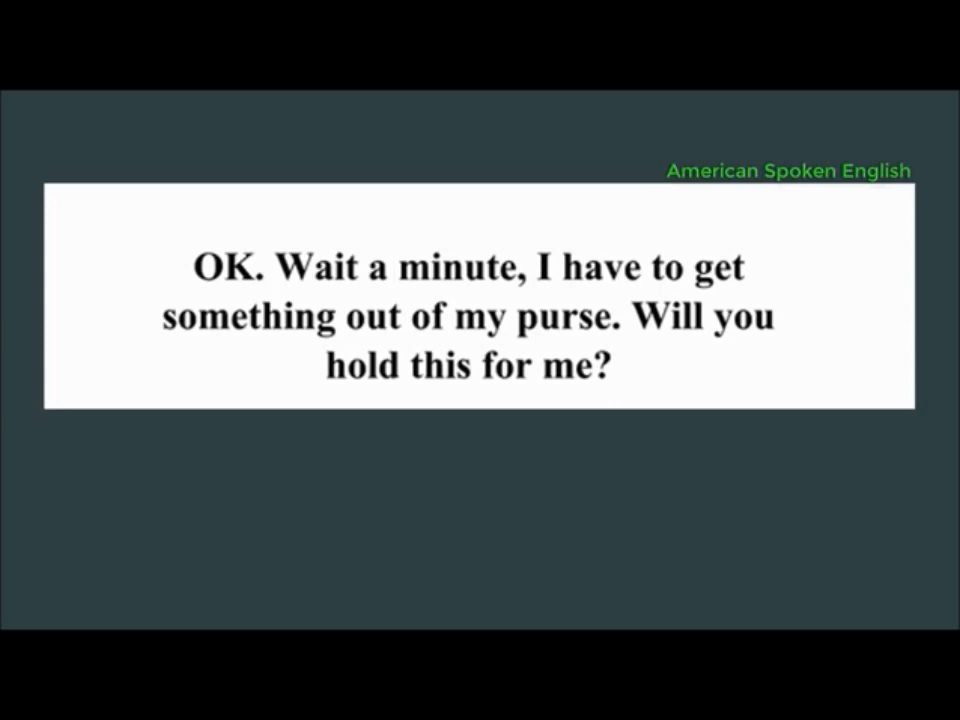 American Spoken English
OK. Wait a minute, I have to get
something out of my purse. Will you
hold this for me?